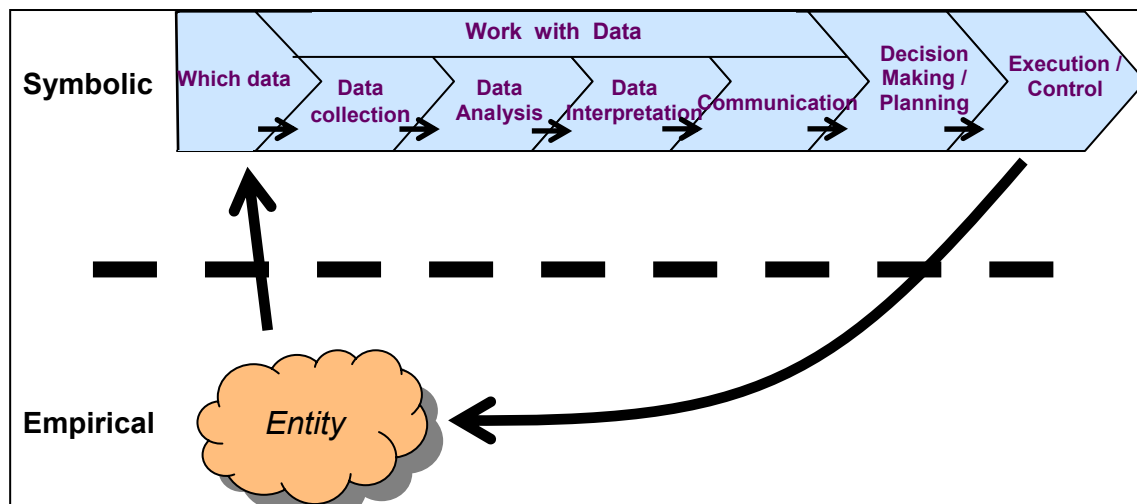 Work with Data
Symbolic
Which data
Data
collection
Data
Analysis
Data
Interpretation
Communication
Decision
Making /
Planning
Execution /
Control
Empirical
Entity